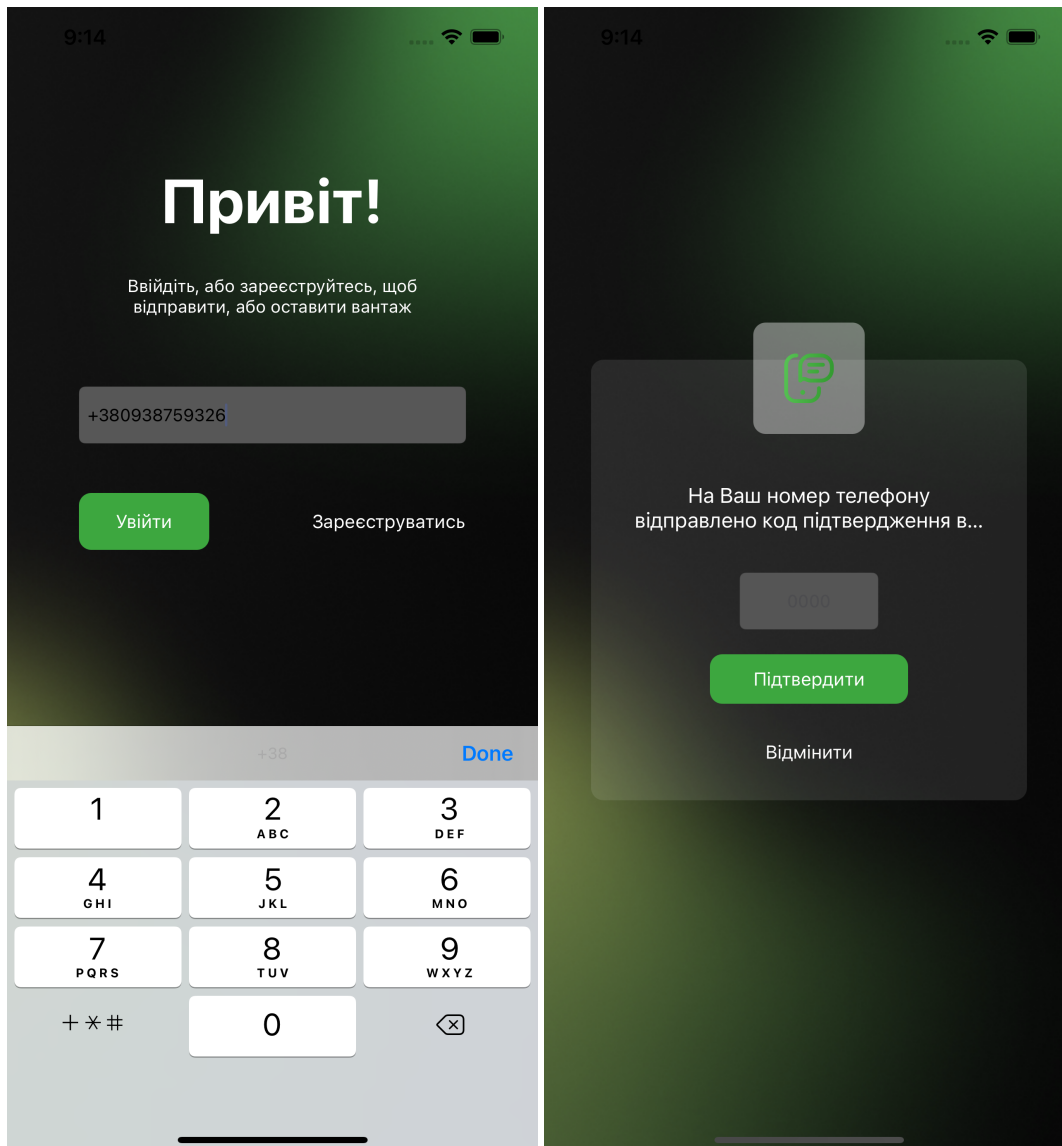 9:14
Привіт!
Ввійдіть, або зареєструйтесь, щоб
відправити, або оставити вантаж
+380938759326
Увійти
Зареєструватись
+38
Done
1
2
ABC
3
DEF
4
GHI
5
JKL
6
MNO
7
PQRS
8
TUV
9
WXYZ
+*#
0
9:14
На Ваш номер телефону
відправлено код підтвердження в...
0000
Підтвердити
Відмінити